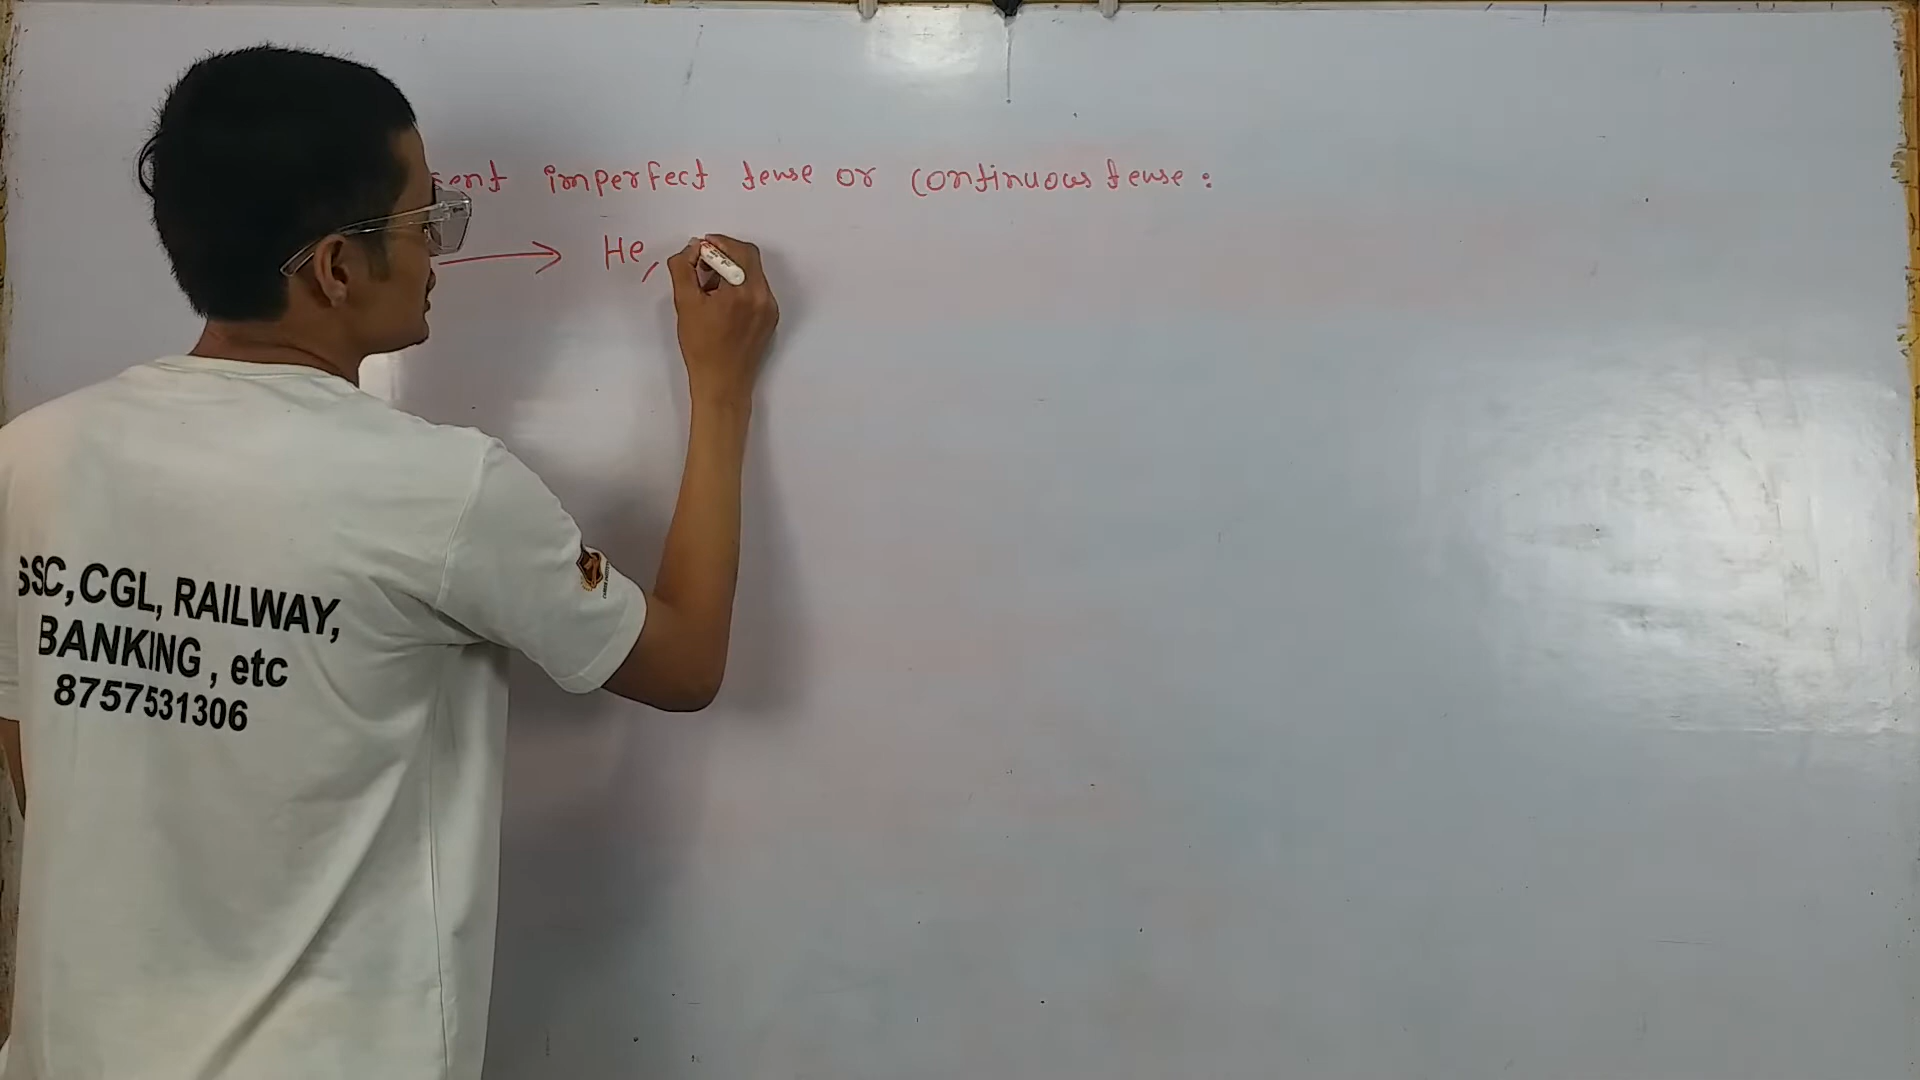 sent imperfect tense or continuous tense :
He,
SSC, CGL, RAILWAY,
BANKING, etc
8757531306